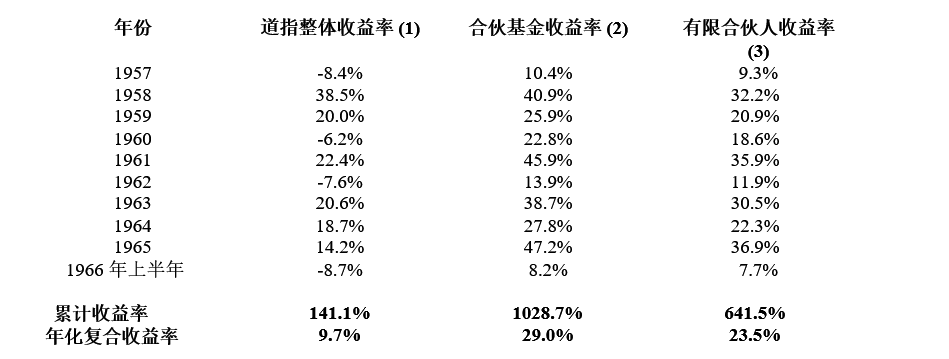 年份 道指整体收益率 (1) 合伙基金收益率 (2) 有限合伙人收益率
(3)
1957 -8.4% 10.4% 9.3%
1958 38.5% 40.9% 32.2%
1959 20.0% 25.9% 20.9%
1960 -6.2% 22.8% 18.6%
1961 22.4% 45.9% 35.9%
1962 -7.6% 13.9% 11.9%
1963 20.6% 38.7% 30.5%
1964 18.7% 27.8% 22.3%
1965 14.2% 47.2% 36.9%
1966 年上半年 -8.7% 8.2% 7.7%
累计收益率 141.1% 1028.7% 641.5%
年化复合收益率 9.7% 29.0% 23.5%